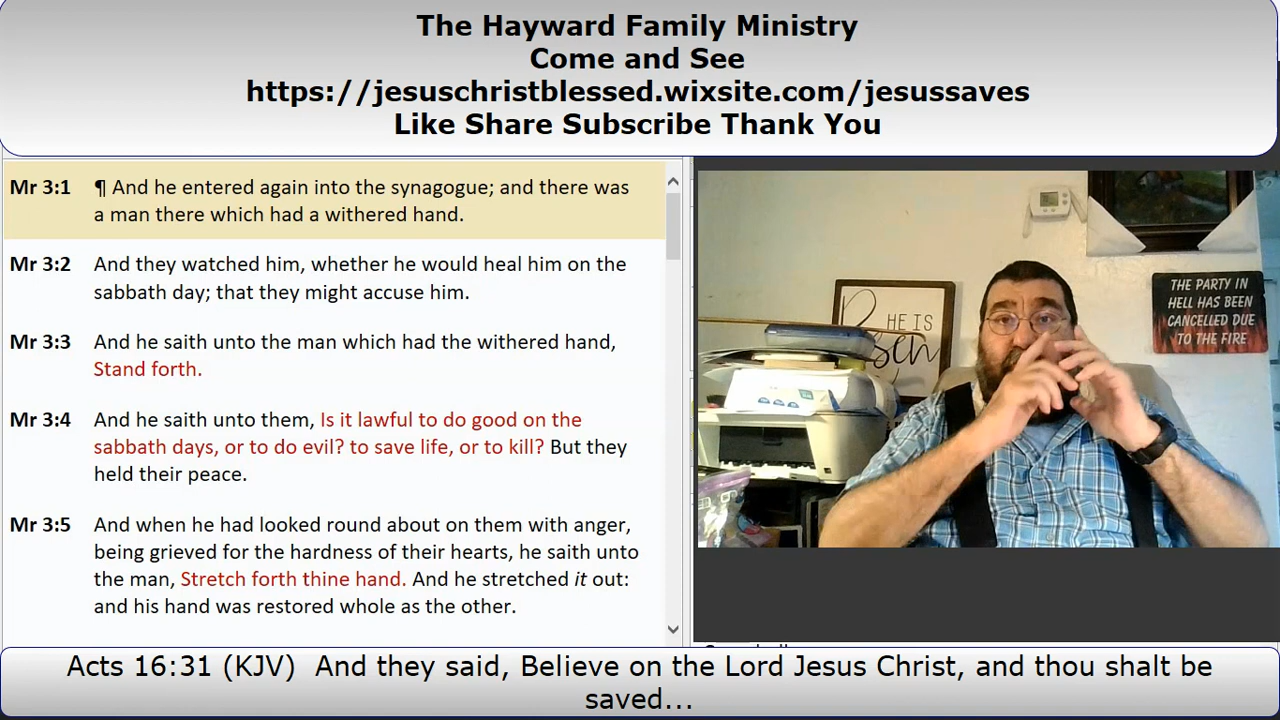 The Hayward Family Ministry
Come and See
https://jesuschristblessed.wixsite.com/jesussaves
Like Share Subscribe Thank You
Mr 3:1 ¶ And he entered again into the synagogue; and there was
a man there which had a withered hand.
Mr 3:2 And they watched him, whether he would heal him on the
sabbath day; that they might accuse him.
Mr 3:3 And he saith unto the man which had the withered hand,
Stand forth.
Mr 3:4 And he saith unto them, Is it lawful to do good on the
sabbath days, or to do evil? to save life, or to kill? But they
held their peace.
Mr 3:5 And when he had looked round about on them with anger,
being grieved for the hardness of their hearts, he saith unto
the man, Stretch forth thine hand. And he stretched it out:
and his hand was restored whole as the other.
HE IS
Risen
THE PARTY IN
HELL HAS BEEN
CANCELLED DUE
TO THE FIRE
Acts 16:31 (KJV) And they said, Believe on the Lord Jesus Christ, and thou shalt be
saved...